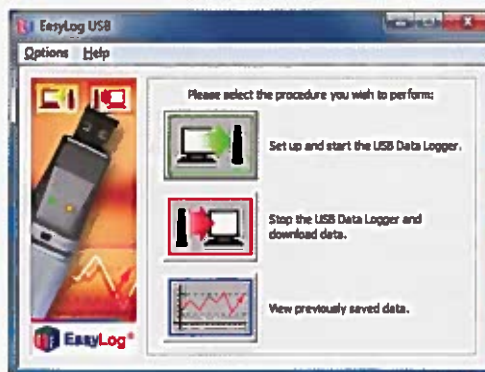 EasyLog USB
Options Help
Please select the procedure you wish to perform:
Set up and start the USB Data Logger.
Stop the USB Data Logger and
download data.
View previously saved data.
EasyLog®